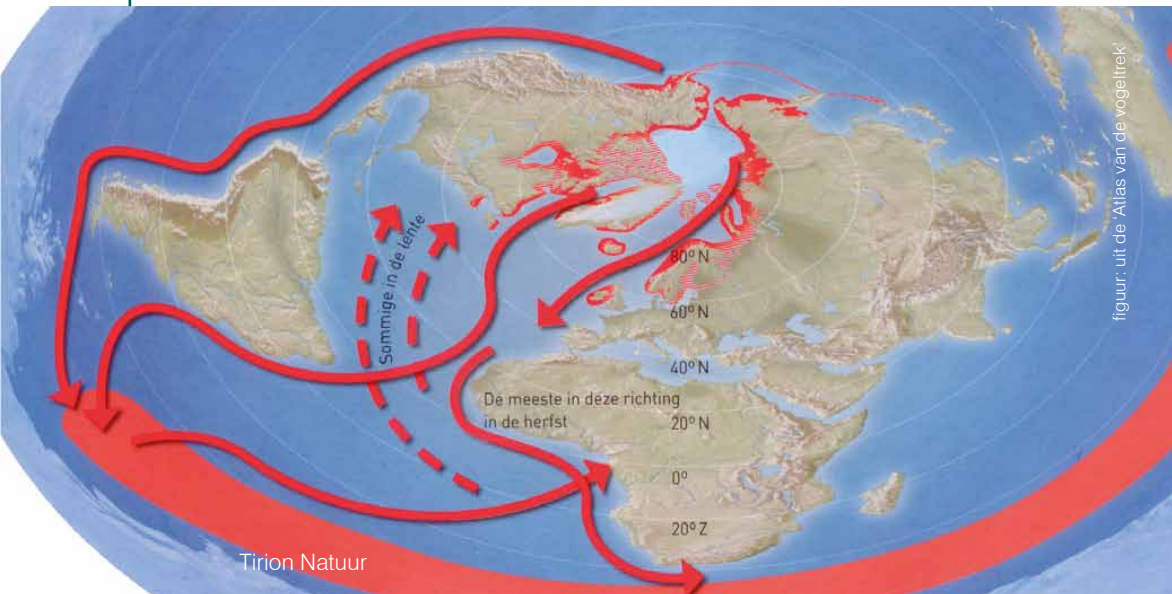 figuur: uit de 'Atlas van de vogeltrek'
Sommige in de lente
80° N
60° N
40° N
De meeste in deze richting
in de herfst
20° N
0°
20° Z
Tirion Natuur